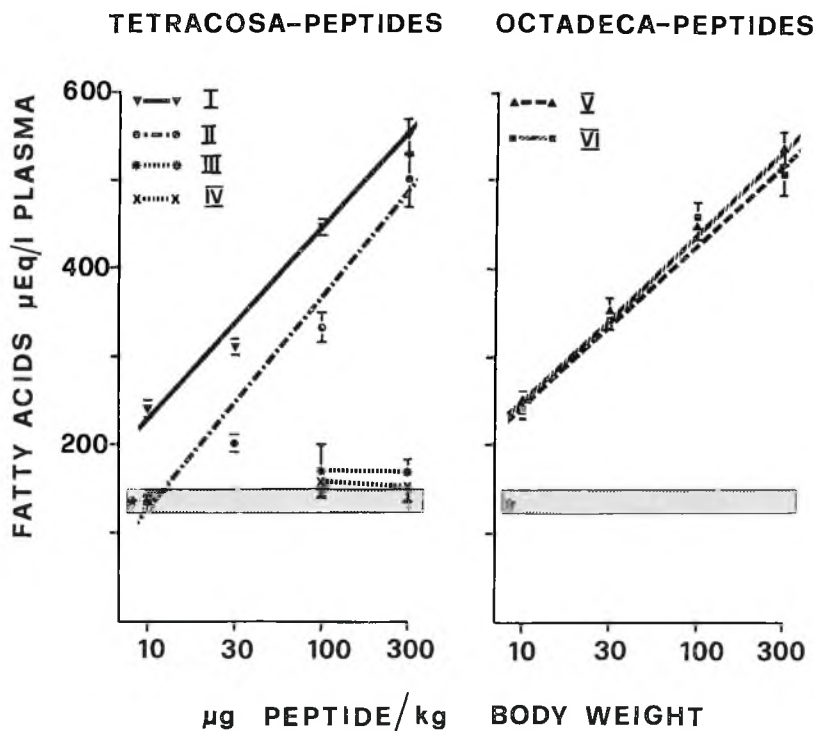 TETRACOSA-PEPTIDES OCTADECA-PEPTIDES
FATTY ACIDS µEq/l PLASMA
600
400
200
I
II
III
IV
10 30 100 300
V
VI
10 30 100 300
µg PEPTIDE/kg BODY WEIGHT